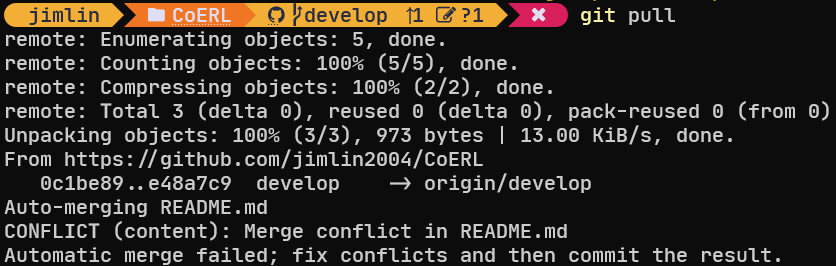 jimlin CoERL develop ↑1 ?1 ✖ git pull
remote: Enumerating objects: 5, done.
remote: Counting objects: 100% (5/5), done.
remote: Compressing objects: 100% (2/2), done.
remote: Total 3 (delta 0), reused 0 (delta 0), pack-reused 0 (from 0)
Unpacking objects: 100% (3/3), 973 bytes | 13.00 KiB/s, done.
From https://github.com/jimlin2004/CoERL
0c1be89..e48a7c9 develop -> origin/develop
Auto-merging README.md
CONFLICT (content): Merge conflict in README.md
Automatic merge failed; fix conflicts and then commit the result.